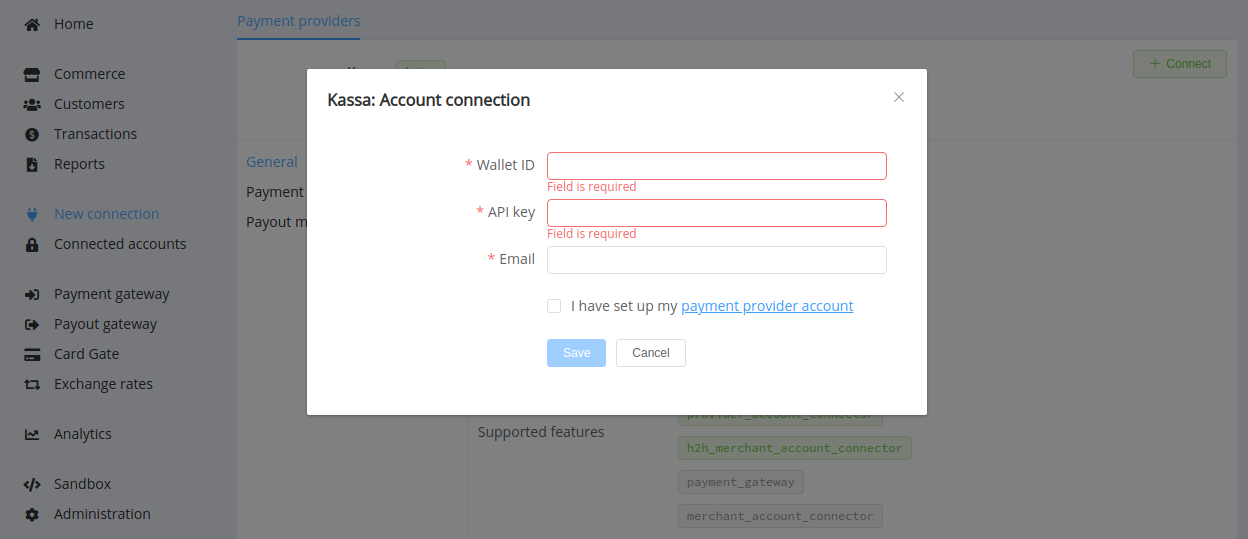 Home
Commerce
Customers
Transactions
Reports
New connection
Connected accounts
Payment gateway
Payout gateway
Card Gate
Exchange rates
Analytics
Sandbox
Administration
Payment providers
+ Connect
General
Payment
Payout m
Kassa: Account connection
* Wallet ID
Field is required
* API key
Field is required
* Email
I have set up my payment provider account
Save Cancel
Supported features
provider_account_connector
h2h_merchant_account_connector
payment_gateway
merchant_account_connector